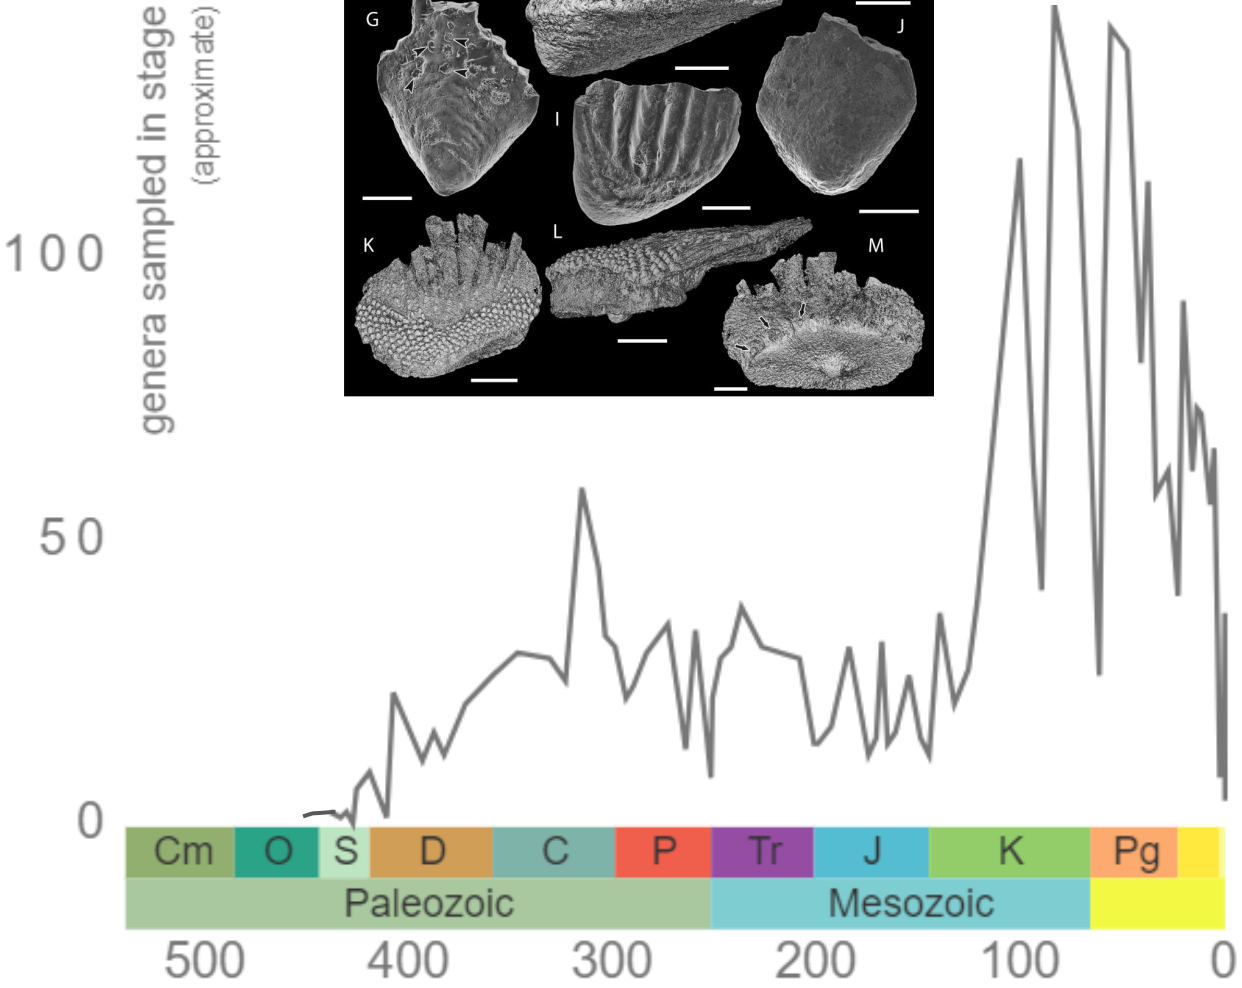 genera sampled in stage
(approximate)
G
J
I
K
L
M
100
50
0
Cm O S D C P Tr J K Pg
Paleozoic Mesozoic
500 400 300 200 100 0